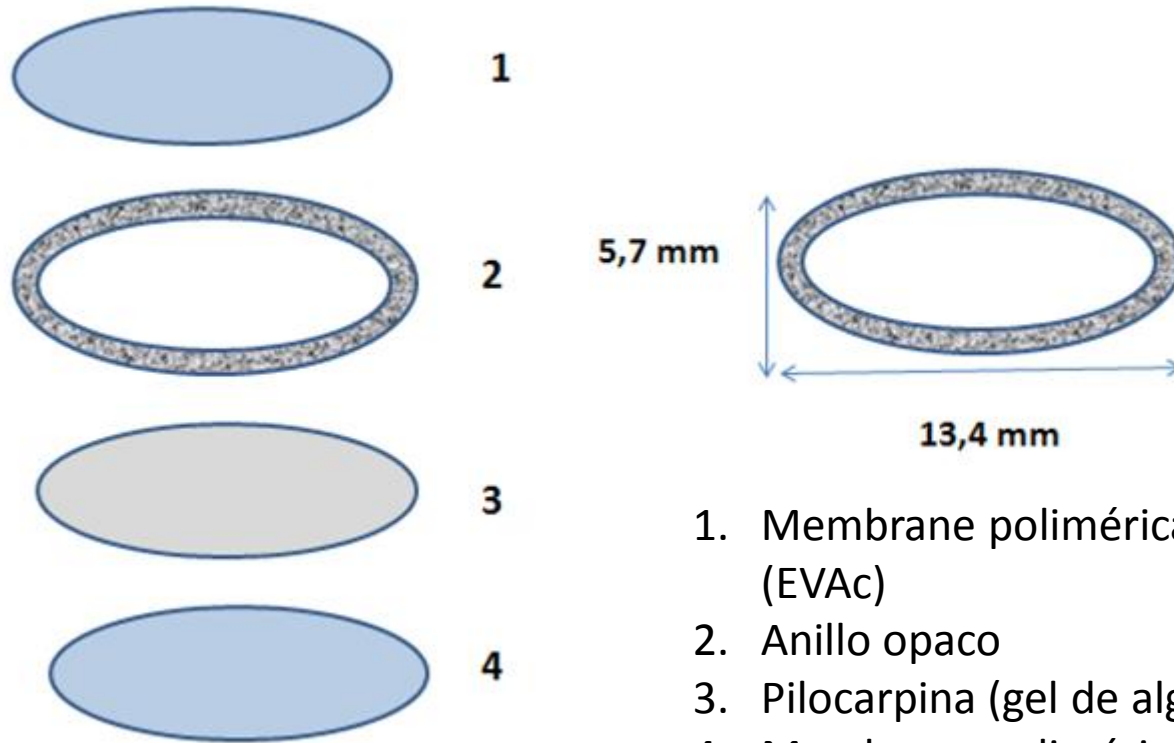 1
2
3
4
5,7 mm
13,4 mm
1. Membrane polimérica
(EVAc)
2. Anillo opaco
3. Pilocarpina (gel de alg